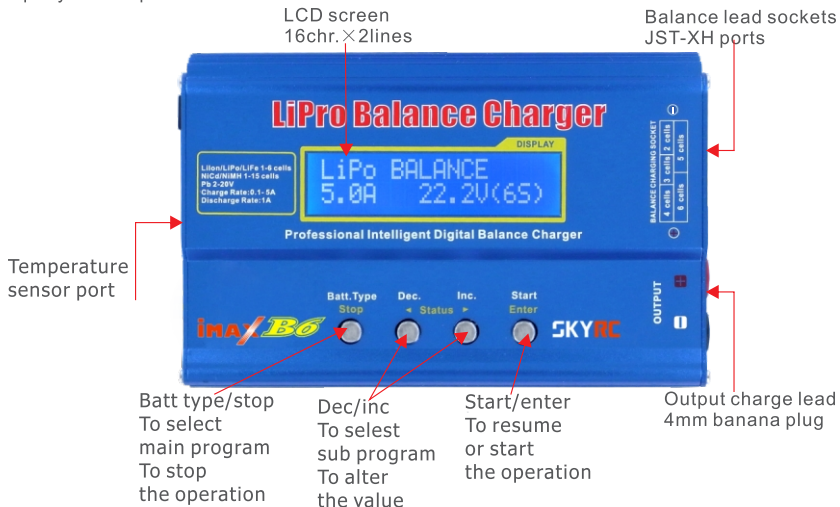 LCD screen
16chr.×2lines
Balance lead sockets
JST-XH ports
LiPro Balance Charger
DISPLAY
LiIon/LiPo/LiFe 1-6 cells
NiCd/NiMH 1-15 cells
Pb 2-20V
Charge Rate:0.1-5A
Discharge Rate:1A
LiPo BALANCE
5.0A 22.2V(6S)
BALANCE CHARGING SOCKET
4 cells 3 cells 2 cells
6 cells 5 cells
Professional Intelligent Digital Balance Charger
Temperature
sensor port
Batt.Type Dec. Inc. Start
Stop ◄ Status ► Enter
iMAX B6
SKYRC
OUTPUT
Batt type/stop
To select
main program
To stop
the operation
Dec/inc
To selest
sub program
To alter
the value
Start/enter
To resume
or start
the operation
Output charge lead
4mm banana plug